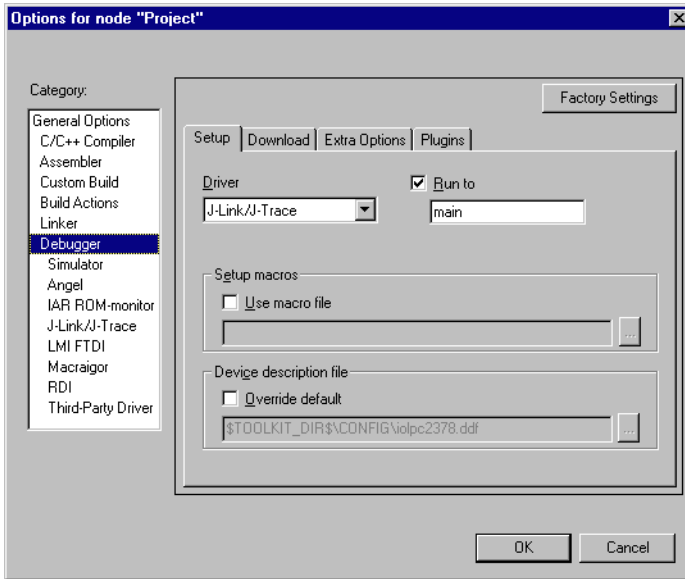 Options for node "Project"
Category:
General Options
C/C++ Compiler
Assembler
Custom Build
Build Actions
Linker
Debugger
Simulator
Angel
IAR ROM-monitor
J-Link/J-Trace
LMI FTDI
Macraigor
RDI
Third-Party Driver
Factory Settings
Setup Download Extra Options Plugins
Driver Run to
J-Link/J-Trace main
Setup macros
Use macro file
...
Device description file
Override default
$TOOLKIT_DIR$\CONFIG\iolpc2378.ddf ...
OK Cancel